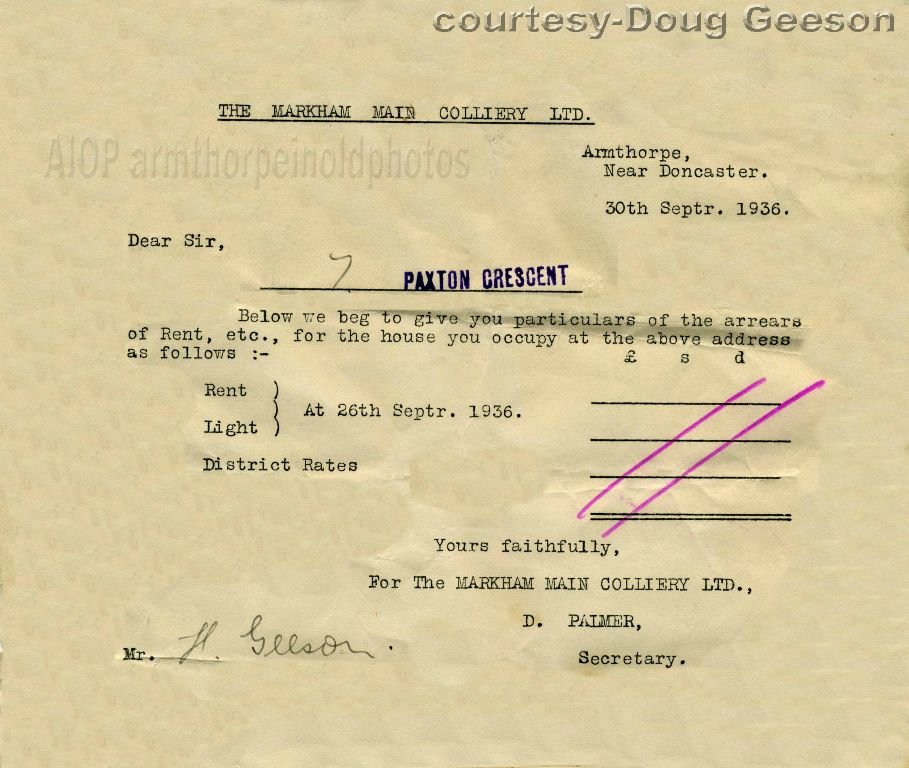 courtesy-Doug Geeson
THE MARKHAM MAIN COLLIERY LTD.
AIOP armthorpeinoldphotos
Armthorpe,
Near Doncaster.
30th Septr. 1936.
Dear Sir,
7 PAXTON CRESCENT
Below we beg to give you particulars of the arrears
of Rent, etc., for the house you occupy at the above address
as follows :-
£ s d
Rent )
) At 26th Septr. 1936.
Light )
District Rates
Yours faithfully,
For The MARKHAM MAIN COLLIERY LTD.,
D. PALMER,
Mr. H. Geeson.
Secretary.